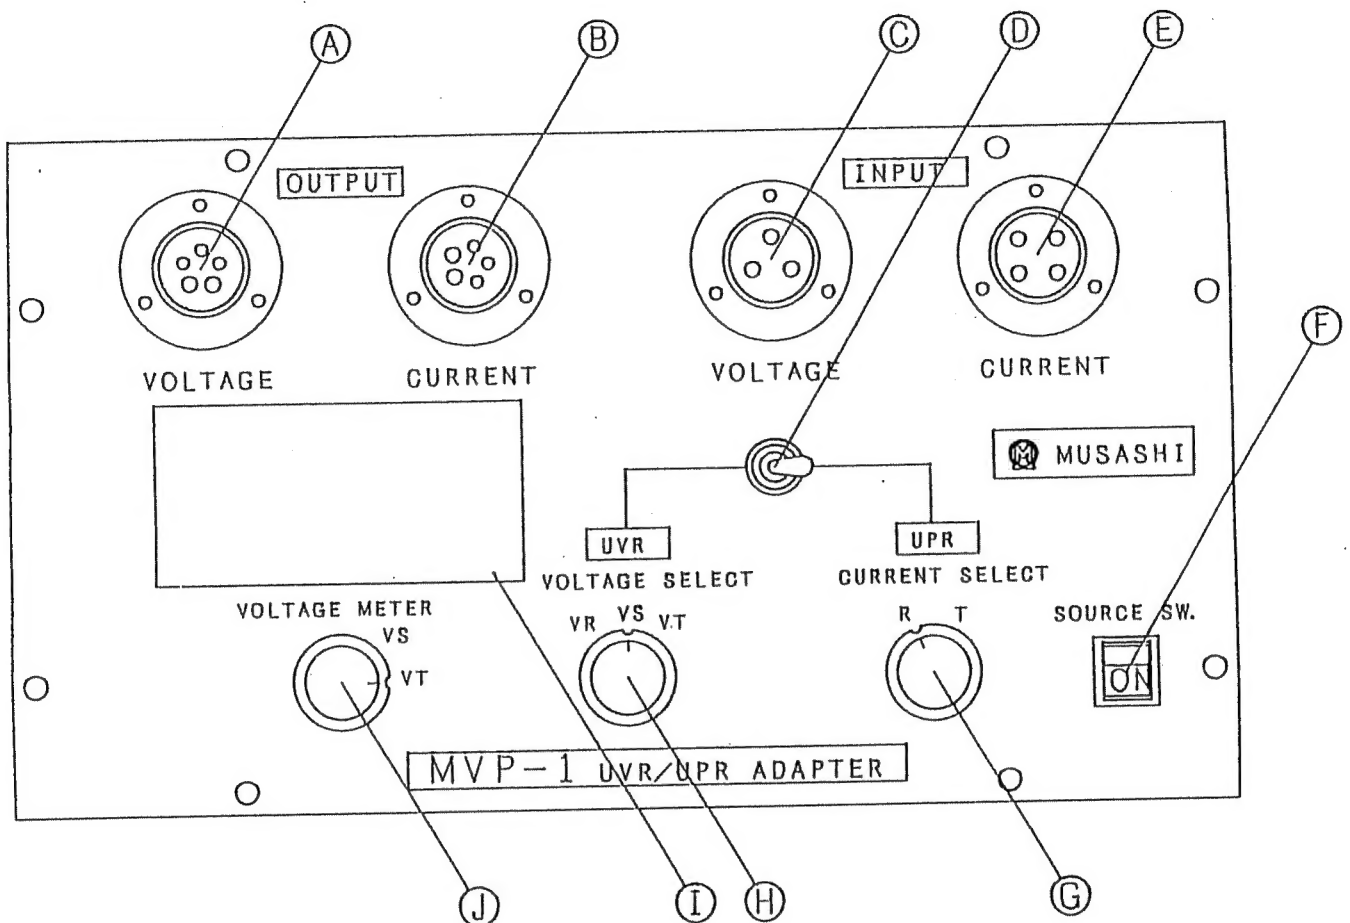 A B C D E
OUTPUT INPUT
F
VOLTAGE CURRENT VOLTAGE CURRENT
MUSASHI
UVR UPR
VOLTAGE SELECT CURRENT SELECT
VOLTAGE METER VR VS VT R T SOURCE SW.
VS
VT
ON
MVP-1 UVR/UPR ADAPTER
J I H G